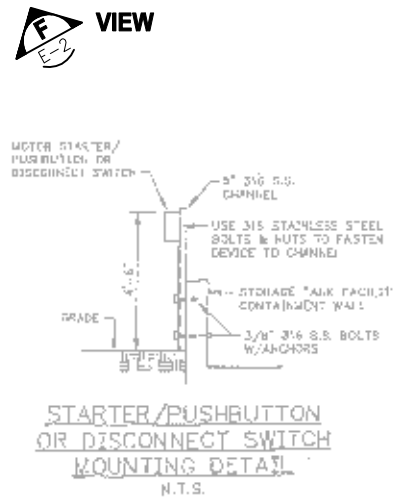 F
E-2
VIEW
MOTOR STARTER/
PUSHBUTTON OR
DISCONNECT SWITCH
5" 316 S.S.
CHANNEL
USE 316 STAINLESS STEEL
BOLTS & NUTS TO FASTEN
DEVICE TO CHANNEL
4'-6"
STORAGE TANK FACILITY
CONTAINMENT WALL
GRADE
3/8" 316 S.S. BOLTS
W/ANCHORS
STARTER/PUSHBUTTON
OR DISCONNECT SWITCH
MOUNTING DETAIL
N.T.S.